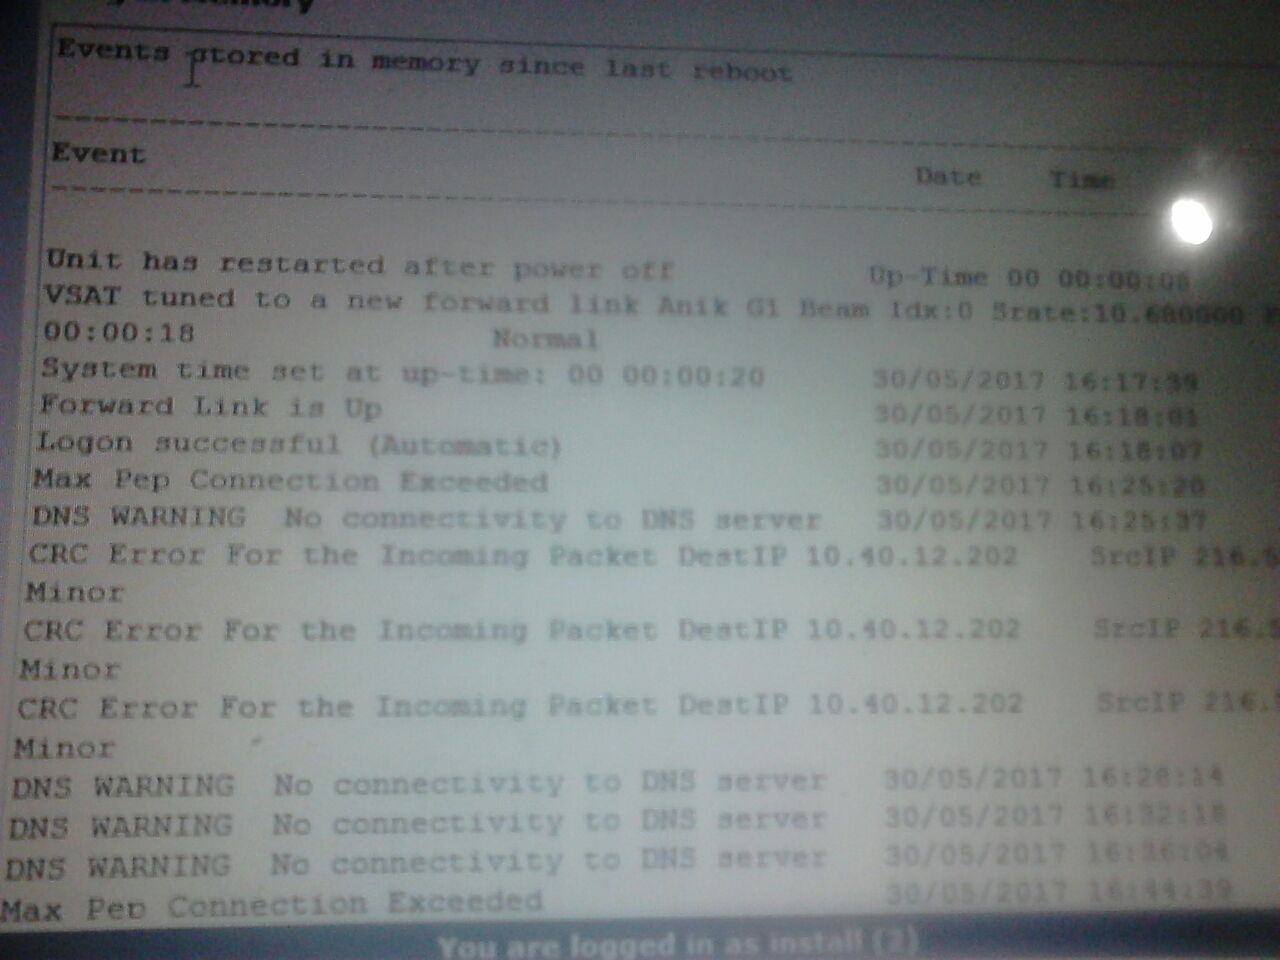 Events stored in memory since last reboot
Event Date Time
Unit has restarted after power off Up-Time 00 00:00:08
VSAT tuned to a new forward link Anik G1 Beam Idx:0 Srate:10.680000
00:00:18 Normal
System time set at up-time: 00 00:00:20 30/05/2017 16:17:39
Forward Link is Up 30/05/2017 16:18:01
Logon successful (Automatic) 30/05/2017 16:18:07
Max Pep Connection Exceeded 30/05/2017 16:25:20
DNS WARNING No connectivity to DNS server 30/05/2017 16:25:37
CRC Error For the Incoming Packet DestIP 10.40.12.202 SrcIP 216.5
Minor
CRC Error For the Incoming Packet DestIP 10.40.12.202 SrcIP 216.5
Minor
CRC Error For the Incoming Packet DestIP 10.40.12.202 SrcIP 216.5
Minor
DNS WARNING No connectivity to DNS server 30/05/2017 16:28:14
DNS WARNING No connectivity to DNS server 30/05/2017 16:32:18
DNS WARNING No connectivity to DNS server 30/05/2017 16:36:04
Max Pep Connection Exceeded 30/05/2017 16:44:39
You are logged in as install (2)